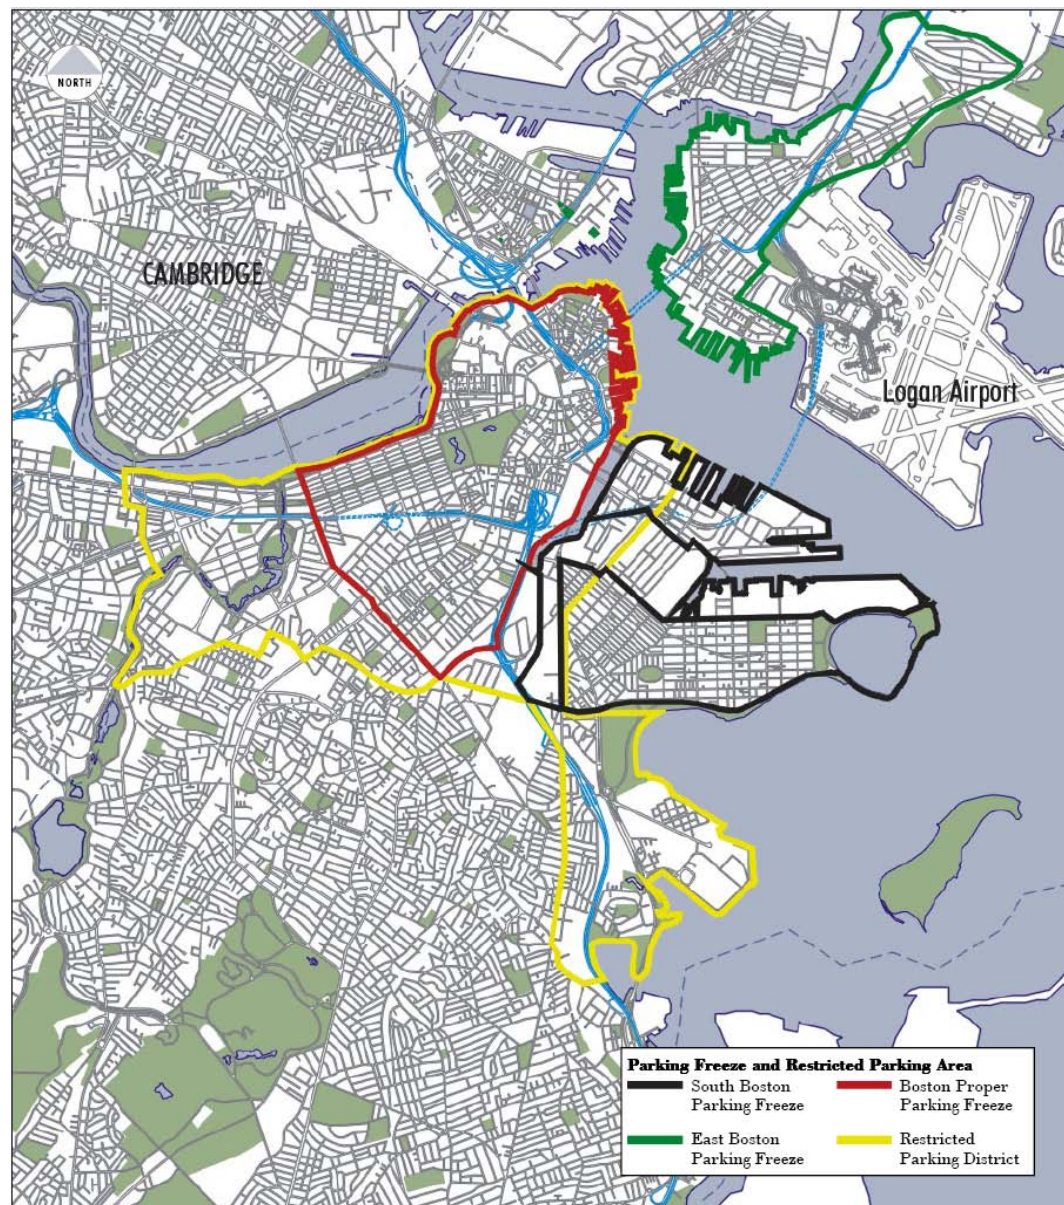 NORTH
CAMBRIDGE
Logan Airport
Parking Freeze and Restricted Parking Area
South Boston
Parking Freeze
Boston Proper
Parking Freeze
East Boston
Parking Freeze
Restricted
Parking District